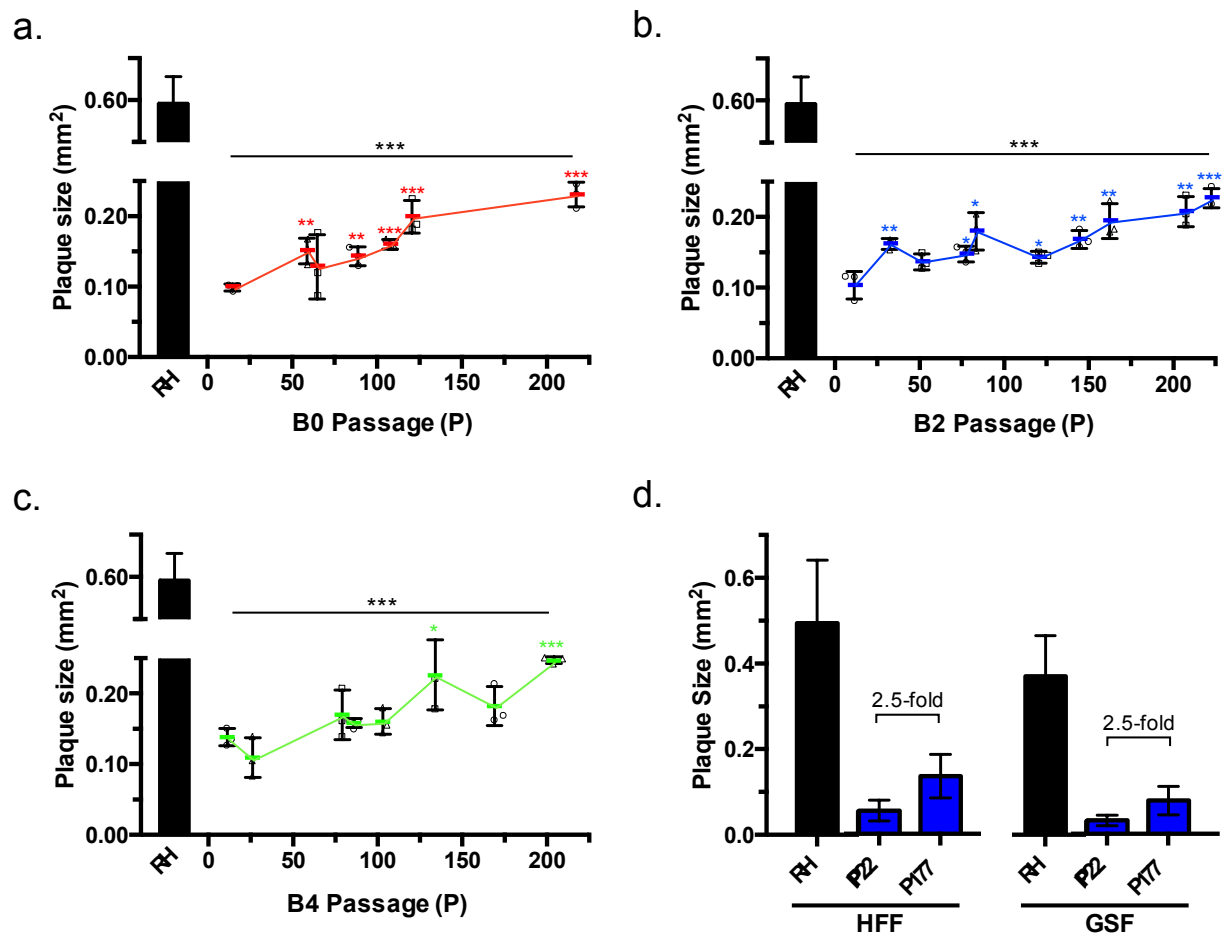 a.
Plaque size (mm²)
0.60
0.20
0.10
0.00
***
**
**
***
***
***
RH
0
50
100
150
200
B0 Passage (P)
b.
Plaque size (mm²)
0.60
0.20
0.10
0.00
***
**
*
*
*
**
**
**
***
RH
0
50
100
150
200
B2 Passage (P)
c.
Plaque size (mm²)
0.60
0.20
0.10
0.00
***
*
***
RH
0
50
100
150
200
B4 Passage (P)
d.
Plaque Size (mm²)
0.6
0.4
0.2
0.0
2.5-fold
2.5-fold
RH
P22
P177
HFF
RH
P22
P177
GSF